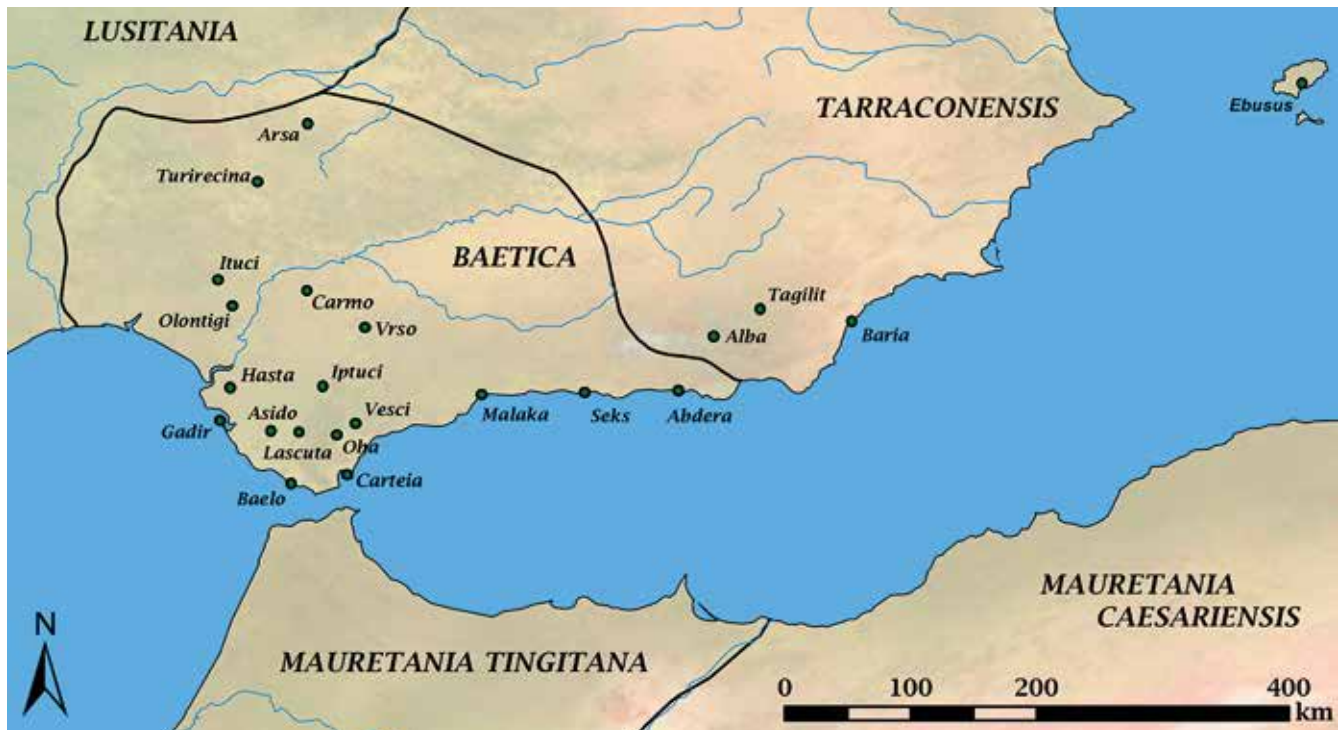 LUSITANIA
TARRACONENSIS
Ebusus
Arsa
Turirecina
BAETICA
Ituci
Carmo
Olontigi
Vrso
Tagilit
Alba
Baria
Hasta
Iptuci
Asido
Vesci
Gadir
Malaka
Seks
Abdera
Lascuta
Oba
Baelo
Carteia
MAURETANIA
CAESARIENSIS
N
MAURETANIA TINGITANA
0 100 200 400
km